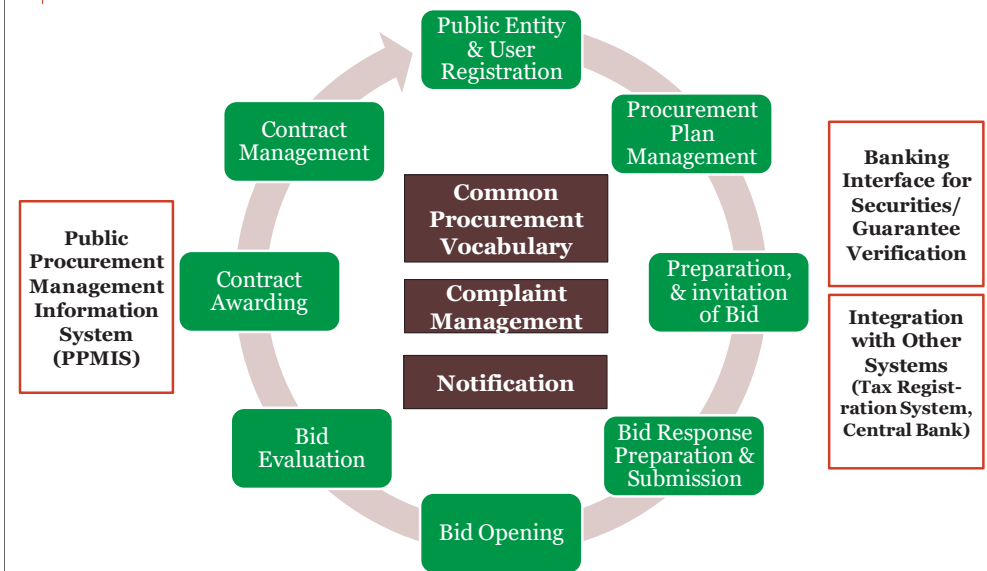 Public Entity
& User
Registration
Procurement
Plan
Management
Preparation,
& invitation
of Bid
Bid Response
Preparation &
Submission
Bid Opening
Bid
Evaluation
Contract
Awarding
Contract
Management
Common
Procurement
Vocabulary
Complaint
Management
Notification
Public
Procurement
Management
Information
System
(PPMIS)
Banking
Interface for
Securities/
Guarantee
Verification
Integration
with Other
Systems
(Tax Regist-
ration System,
Central Bank)